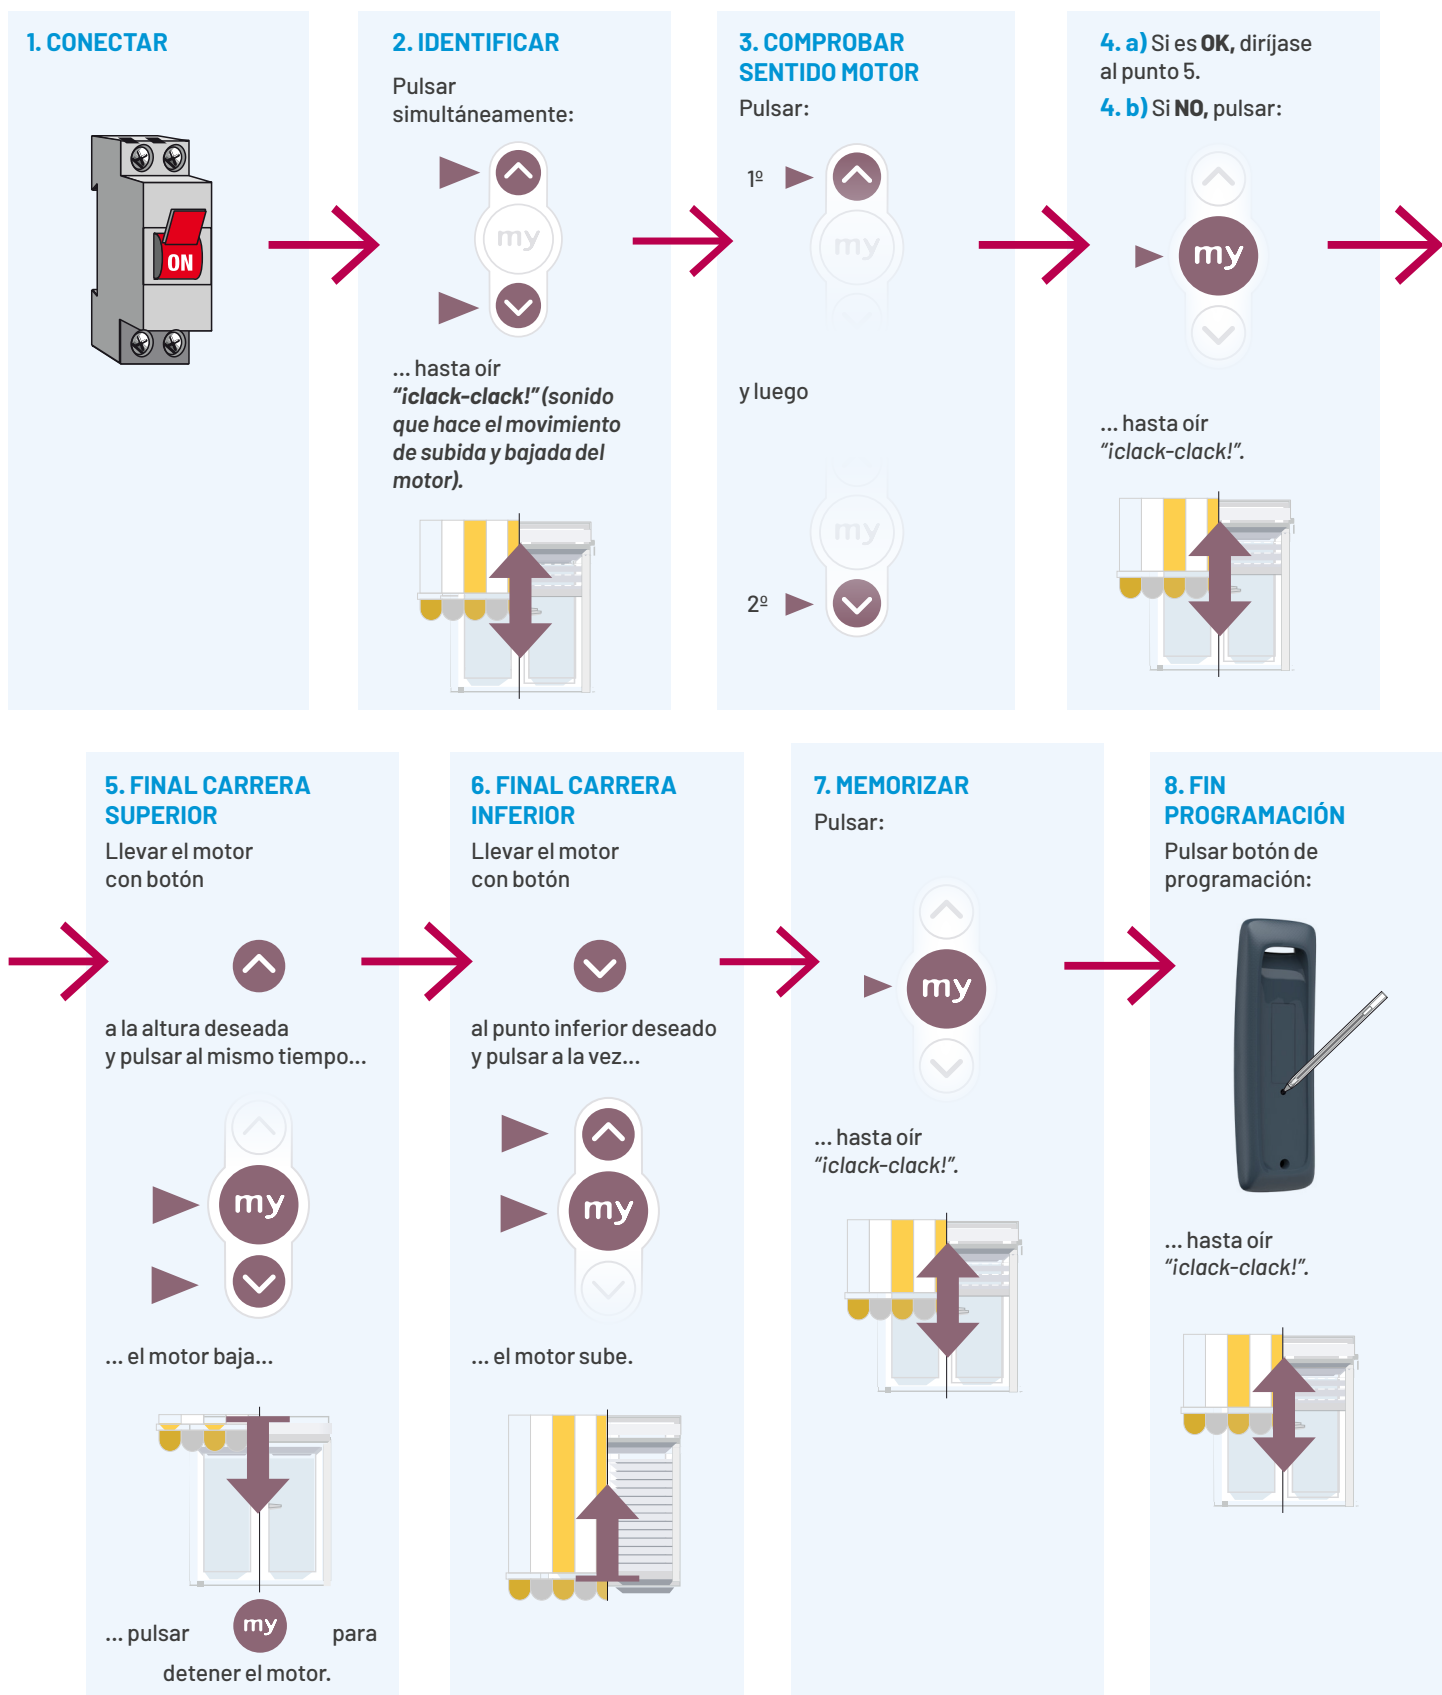 1. CONECTAR
ON
2. IDENTIFICAR
Pulsar
simultáneamente:
my
... hasta oír
“iclack-clack!” (sonido
que hace el movimiento
de subida y bajada del
motor).
3. COMPROBAR
SENTIDO MOTOR
Pulsar:
1º
my
y luego
my
2º
4. a) Si es OK, diríjase
al punto 5.
4. b) Si NO, pulsar:
my
... hasta oír
“iclack-clack!”.
5. FINAL CARRERA
SUPERIOR
Llevar el motor
con botón
a la altura deseada
y pulsar al mismo tiempo...
my
... el motor baja...
... pulsar my para
detener el motor.
6. FINAL CARRERA
INFERIOR
Llevar el motor
con botón
al punto inferior deseado
y pulsar a la vez...
my
... el motor sube.
7. MEMORIZAR
Pulsar:
my
... hasta oír
“iclack-clack!”.
8. FIN
PROGRAMACIÓN
Pulsar botón de
programación:
... hasta oír
“iclack-clack!”.